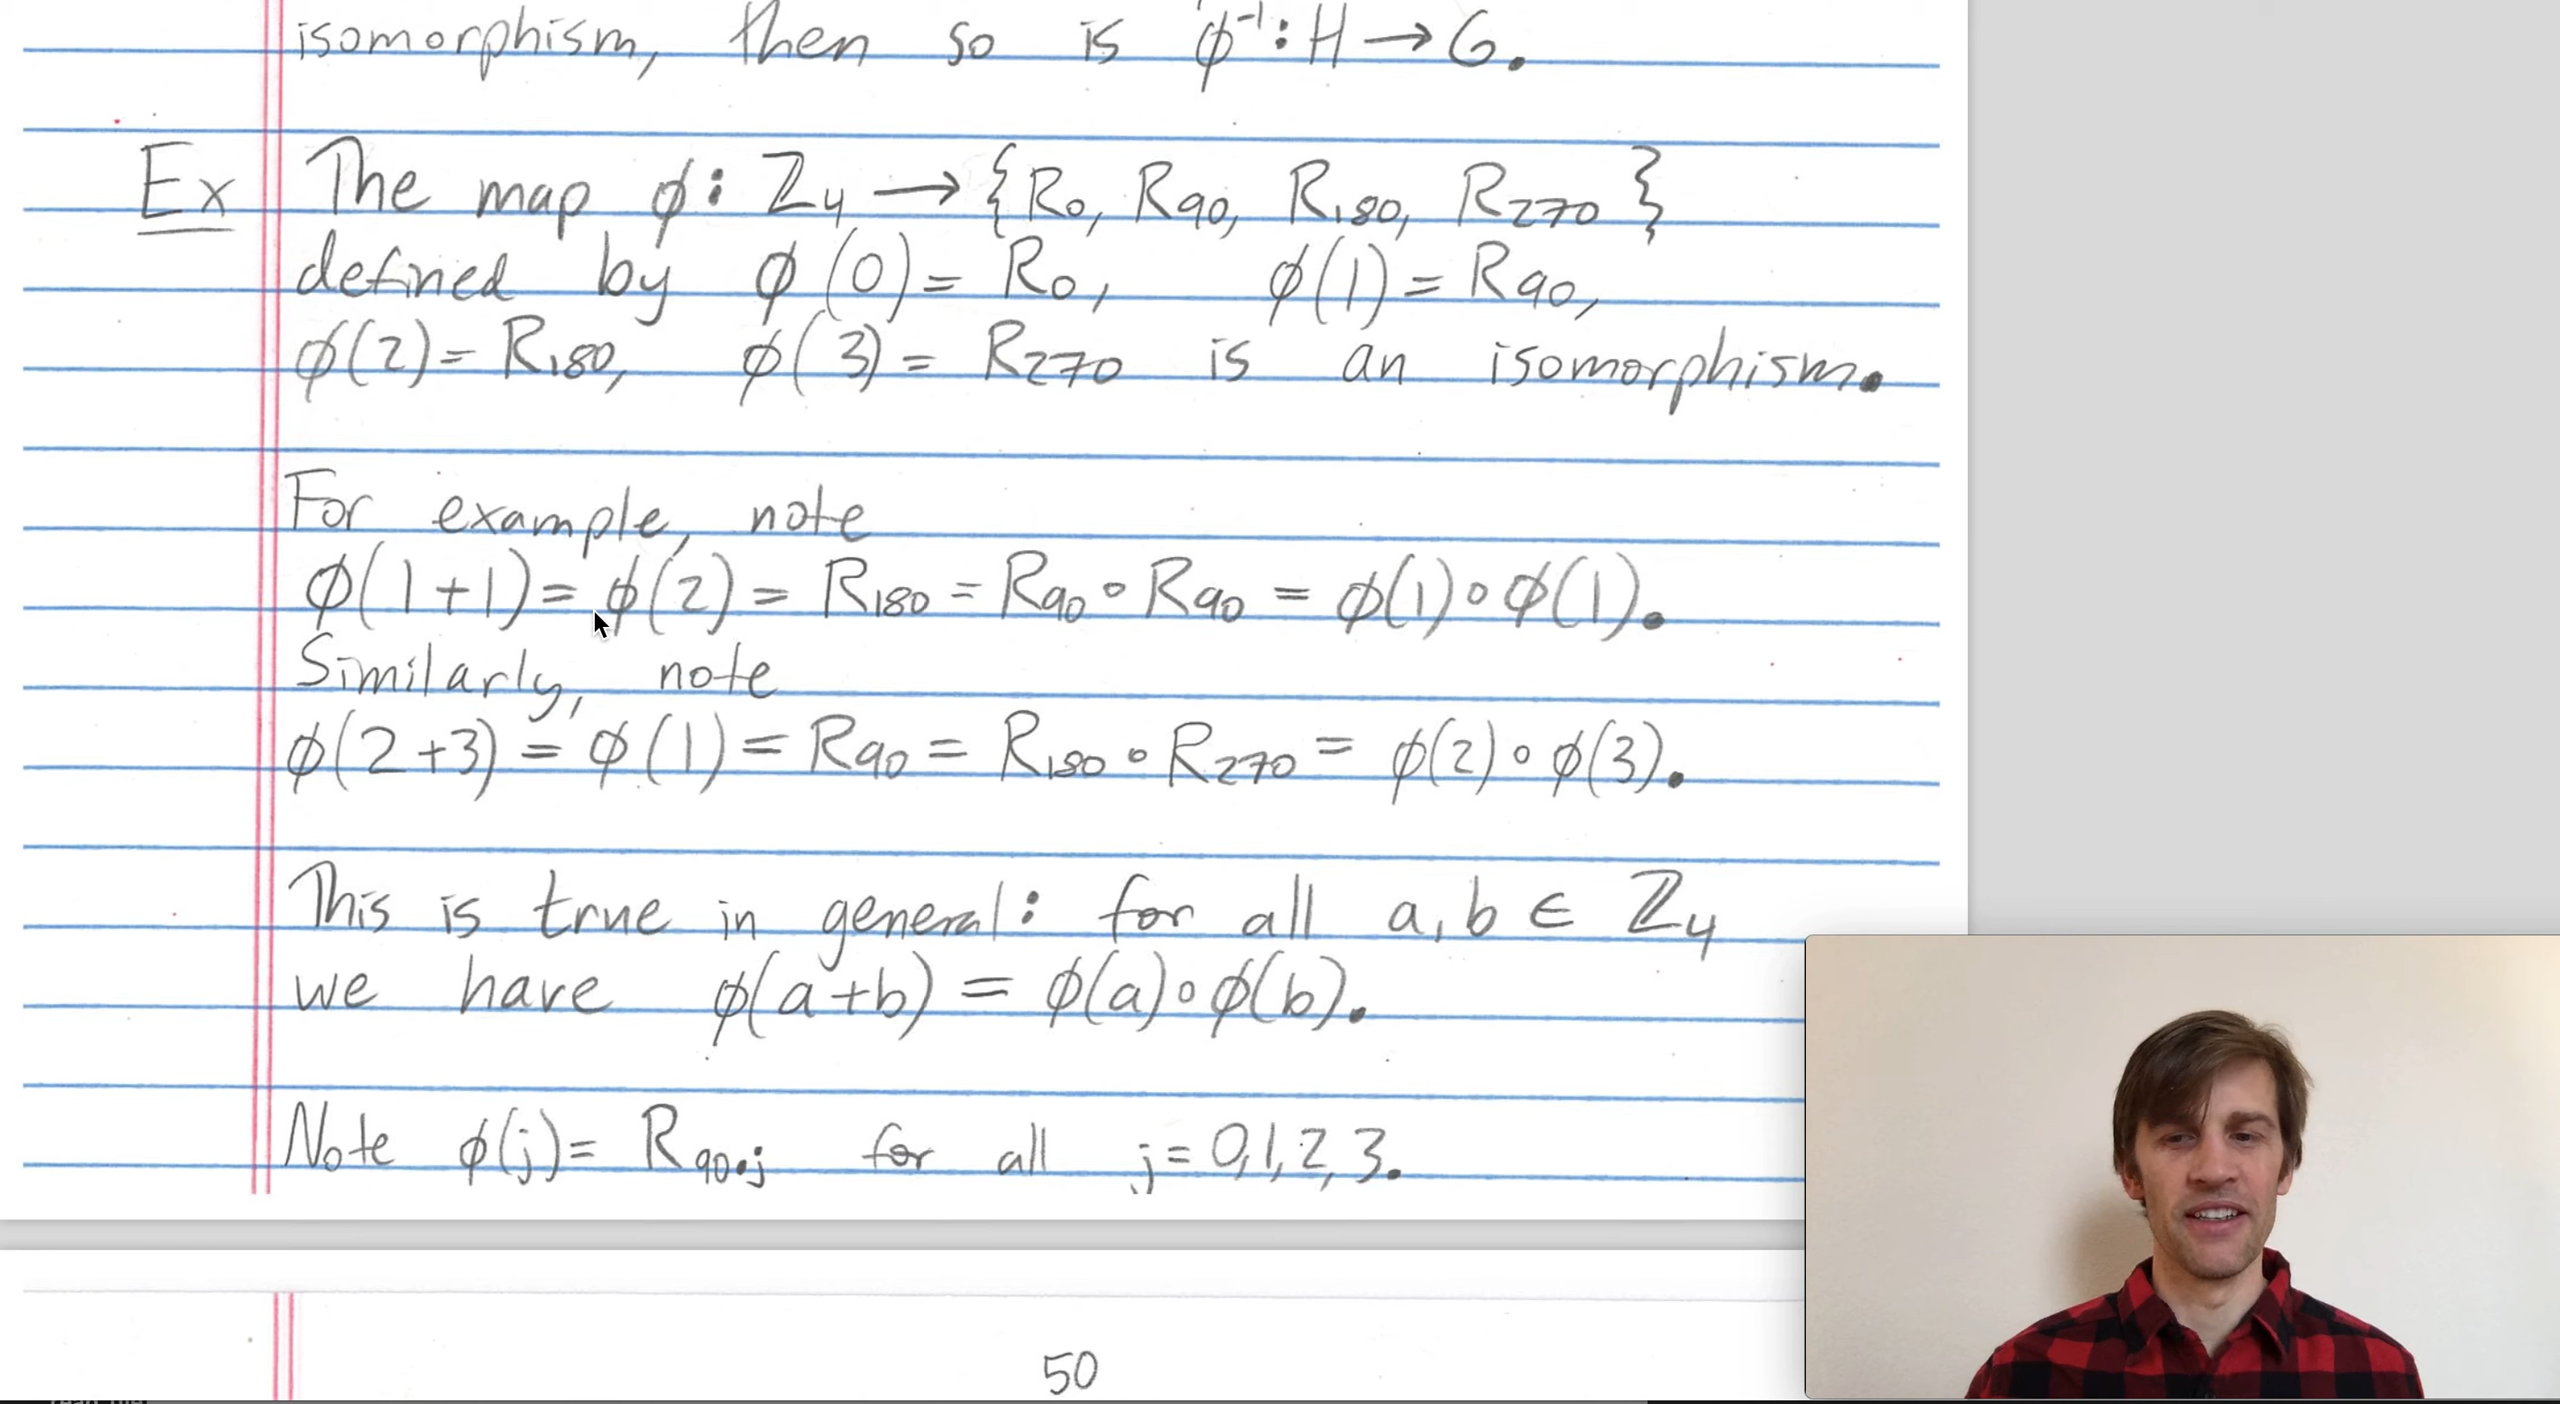 isomorphism, then so is ϕ⁻¹: H → G.
Ex The map ϕ: ℤ₄ → {R₀, R₉₀, R₁₈₀, R₂₇₀}
defined by ϕ(0) = R₀, ϕ(1) = R₉₀,
ϕ(2) = R₁₈₀, ϕ(3) = R₂₇₀ is an isomorphism.
For example, note
ϕ(1+1) = ϕ(2) = R₁₈₀ = R₉₀ ∘ R₉₀ = ϕ(1) ∘ ϕ(1).
Similarly, note
ϕ(2+3) = ϕ(1) = R₉₀ = R₁₈₀ ∘ R₂₇₀ = ϕ(2) ∘ ϕ(3).
This is true in general: for all a, b ∈ ℤ₄
we have ϕ(a+b) = ϕ(a) ∘ ϕ(b).
Note ϕ(j) = R_{90•j} for all j = 0, 1, 2, 3.
50